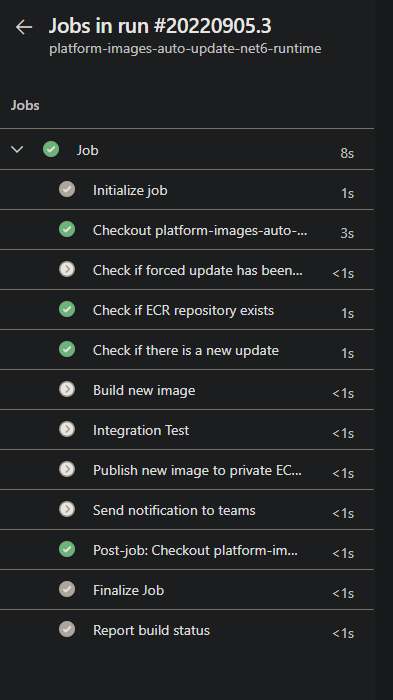 Jobs in run #20220905.3
platform-images-auto-update-net6-runtime
Jobs
Job 8s
Initialize job 1s
Checkout platform-images-auto-... 3s
Check if forced update has been... <1s
Check if ECR repository exists 1s
Check if there is a new update 1s
Build new image <1s
Integration Test <1s
Publish new image to private EC... <1s
Send notification to teams <1s
Post-job: Checkout platform-im... <1s
Finalize Job <1s
Report build status <1s